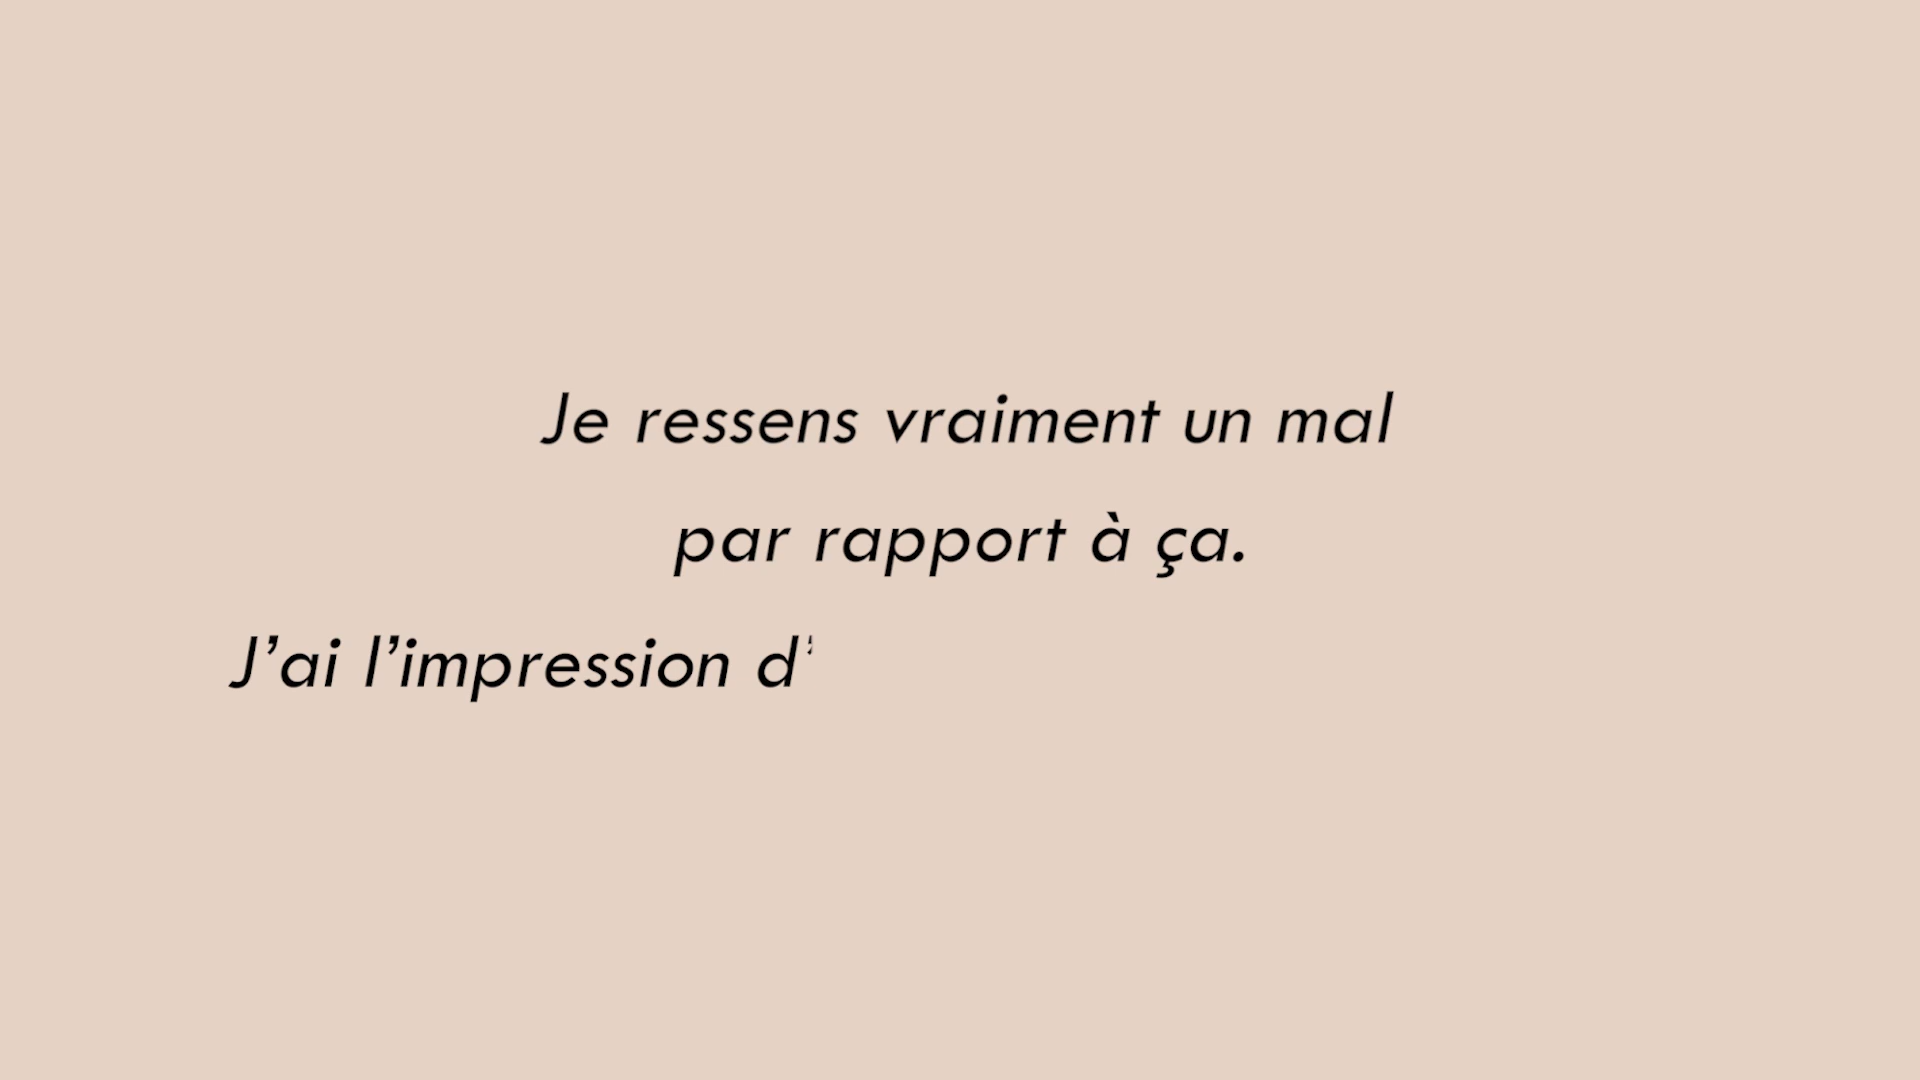 Je ressens vraiment un mal
par rapport à ça.
J’ai l’impression d’